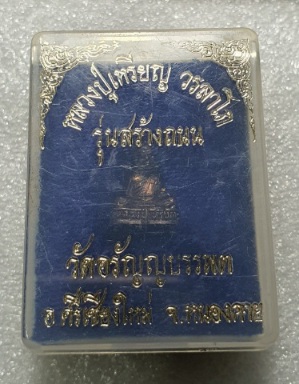 หลวงปู่เหรียญ วรลาโภ
รุ่นสร้างถนน
วัดอรัญญบรรพต
อ.ศรีเชียงใหม่ จ.หนองคาย